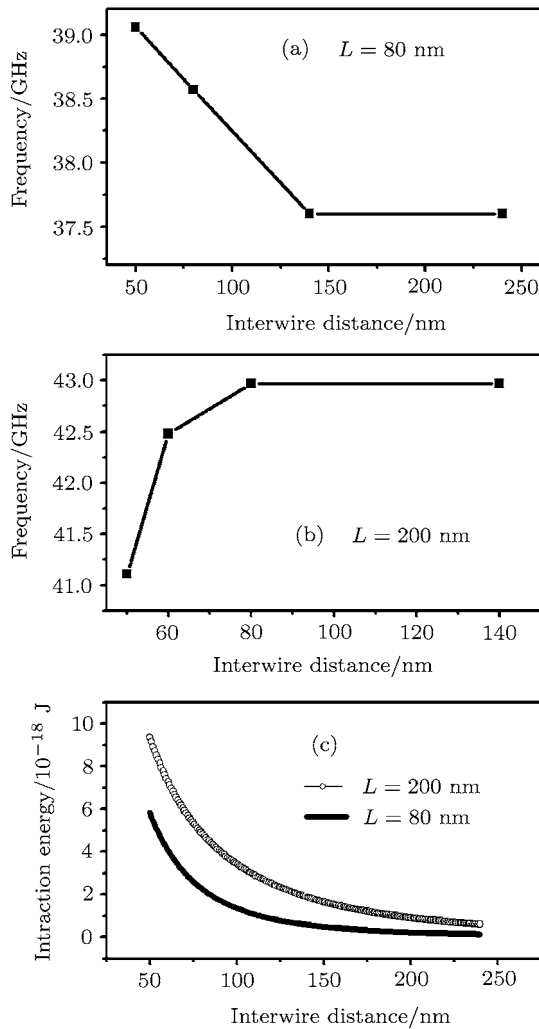 39.0
38.5
38.0
37.5
Frequency/GHz
(a) L = 80 nm
50 100 150 200 250
Interwire distance/nm
43.0
42.5
42.0
41.5
41.0
Frequency/GHz
(b) L = 200 nm
60 80 100 120 140
Interwire distance/nm
10
8
6
4
2
0
Intraction energy/10⁻¹⁸ J
(c)
L = 200 nm
L = 80 nm
50 100 150 200 250
Interwire distance/nm